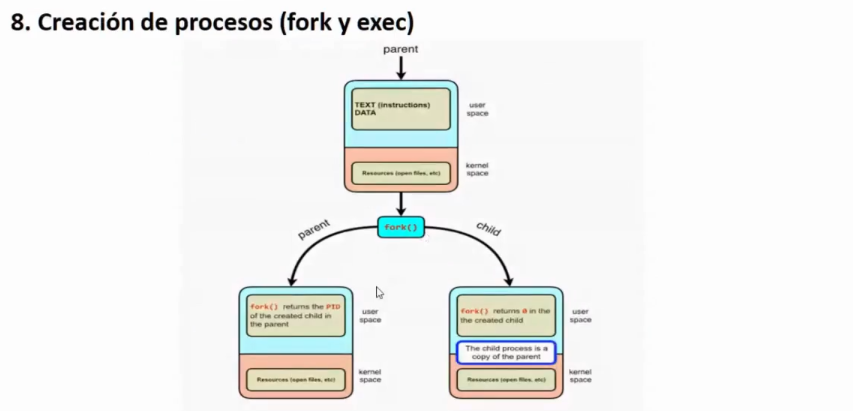 8. Creación de procesos (fork y exec)
parent
TEXT (instructions)
DATA
user
space
kernel
space
Resources (open files, etc)
fork()
parent
child
fork() returns the PID
of the created child in
the parent
user
space
Resources (open files, etc)
kernel
space
fork() returns 0 in the
the created child
user
space
The child process is a
copy of the parent
Resources (open files, etc)
kernel
space